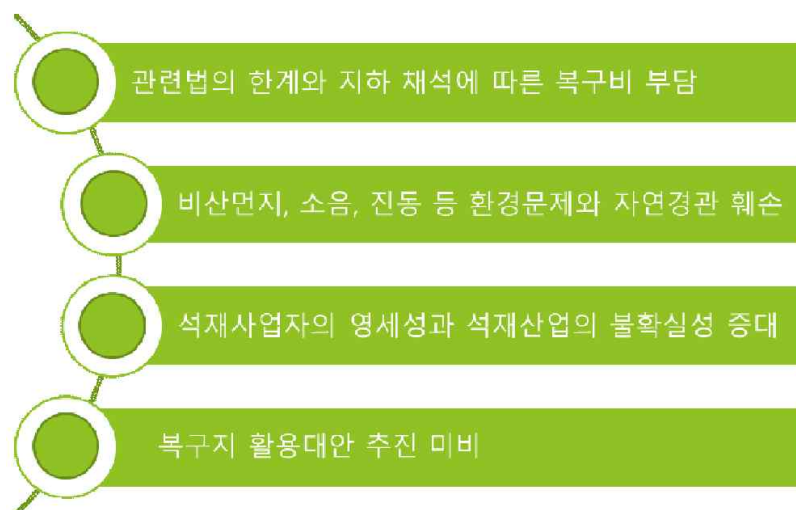 관련법의 한계와 지하 채석에 따른 복구비 부담
비산먼지, 소음, 진동 등 환경문제와 자연경관 훼손
석재사업자의 영세성과 석재산업의 불확실성 증대
복구지 활용대안 추진 미비